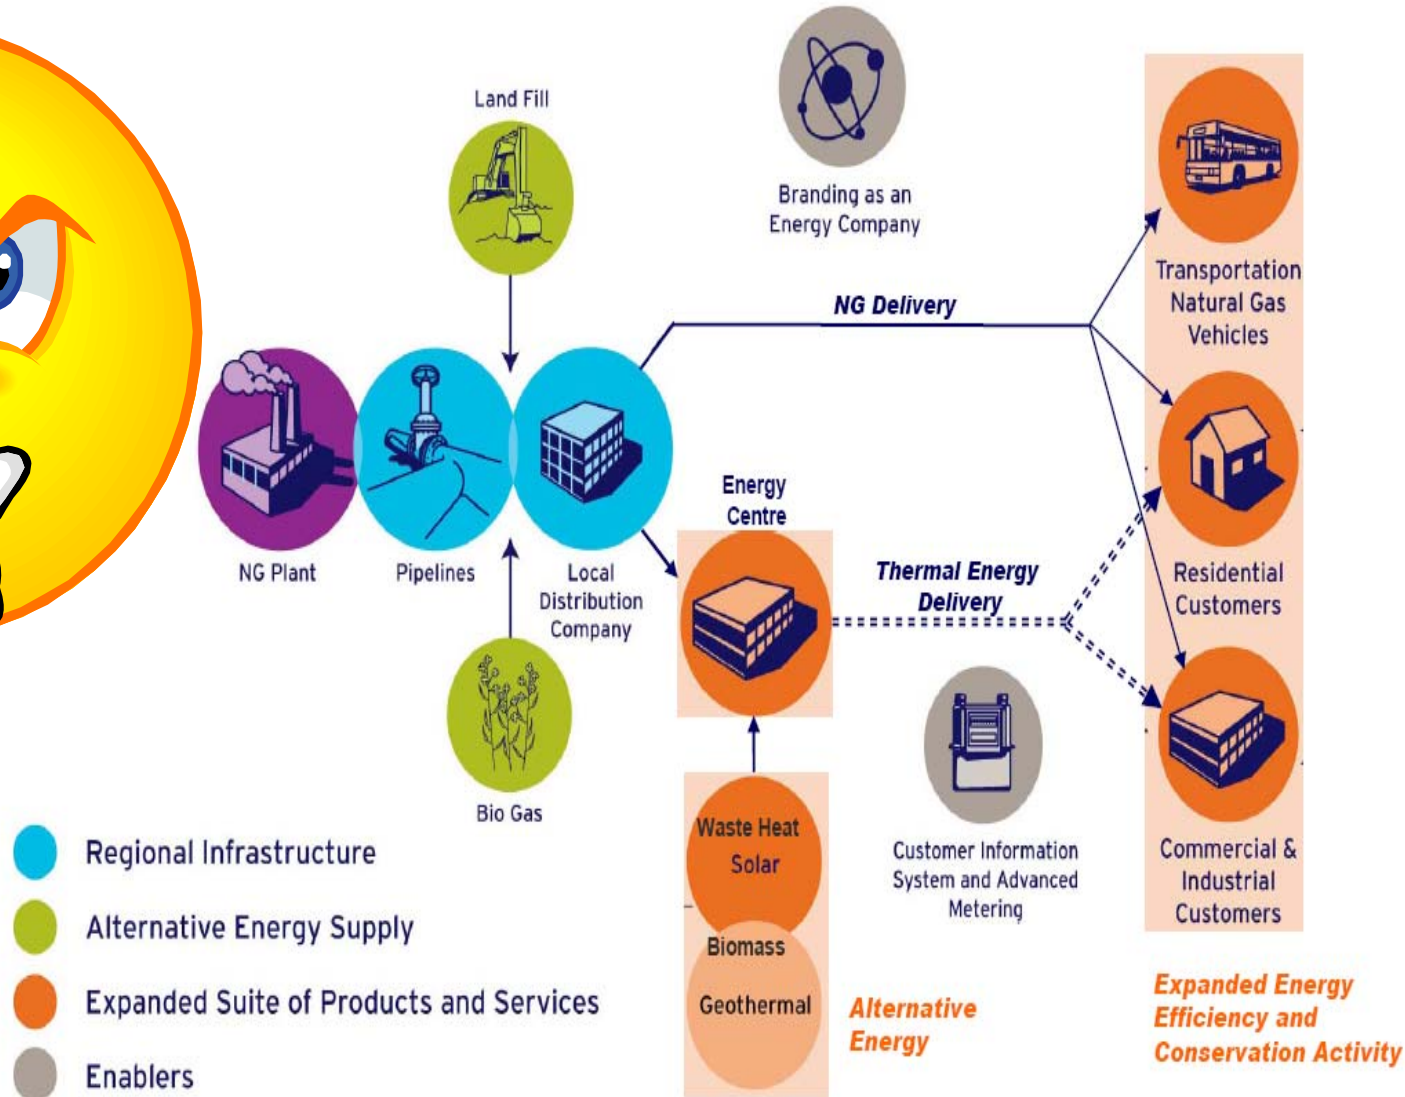 Land Fill
Branding as an
Energy Company
Transportation
Natural Gas
Vehicles
NG Delivery
NG Plant
Pipelines
Local
Distribution
Company
Energy
Centre
Thermal Energy
Delivery
Residential
Customers
Bio Gas
Waste Heat
Solar
Biomass
Geothermal
Customer Information
System and Advanced
Metering
Commercial &
Industrial
Customers
Regional Infrastructure
Alternative Energy Supply
Expanded Suite of Products and Services
Enablers
Alternative
Energy
Expanded Energy
Efficiency and
Conservation Activity